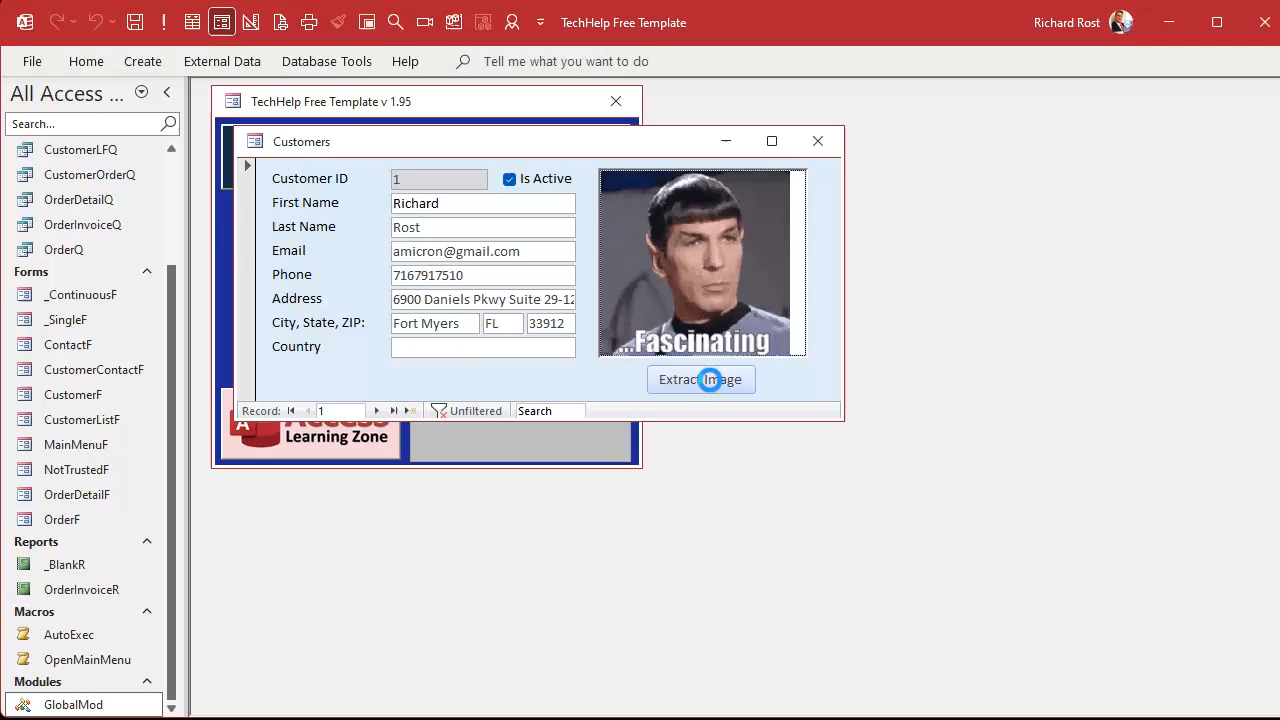 TechHelp Free Template
Richard Rost
File Home Create External Data Database Tools Help Tell me what you want to do
All Access ...
Search...
CustomerLFQ
CustomerOrderQ
OrderDetailQ
OrderInvoiceQ
OrderQ
Forms
_ContinuousF
_SingleF
ContactF
CustomerContactF
CustomerF
CustomerListF
MainMenuF
NotTrustedF
OrderDetailF
OrderF
Reports
_BlankR
OrderInvoiceR
Macros
AutoExec
OpenMainMenu
Modules
GlobalMod
TechHelp Free Template v 1.95
Customers
Customer ID 1 Is Active
First Name Richard
Last Name Rost
Email amicron@gmail.com
Phone 7167917510
Address 6900 Daniels Pkwy Suite 29-12
City, State, ZIP: Fort Myers FL 33912
Country
...Fascinating
Extract Image
Record: 1 Unfiltered Search
A
Learning Zone